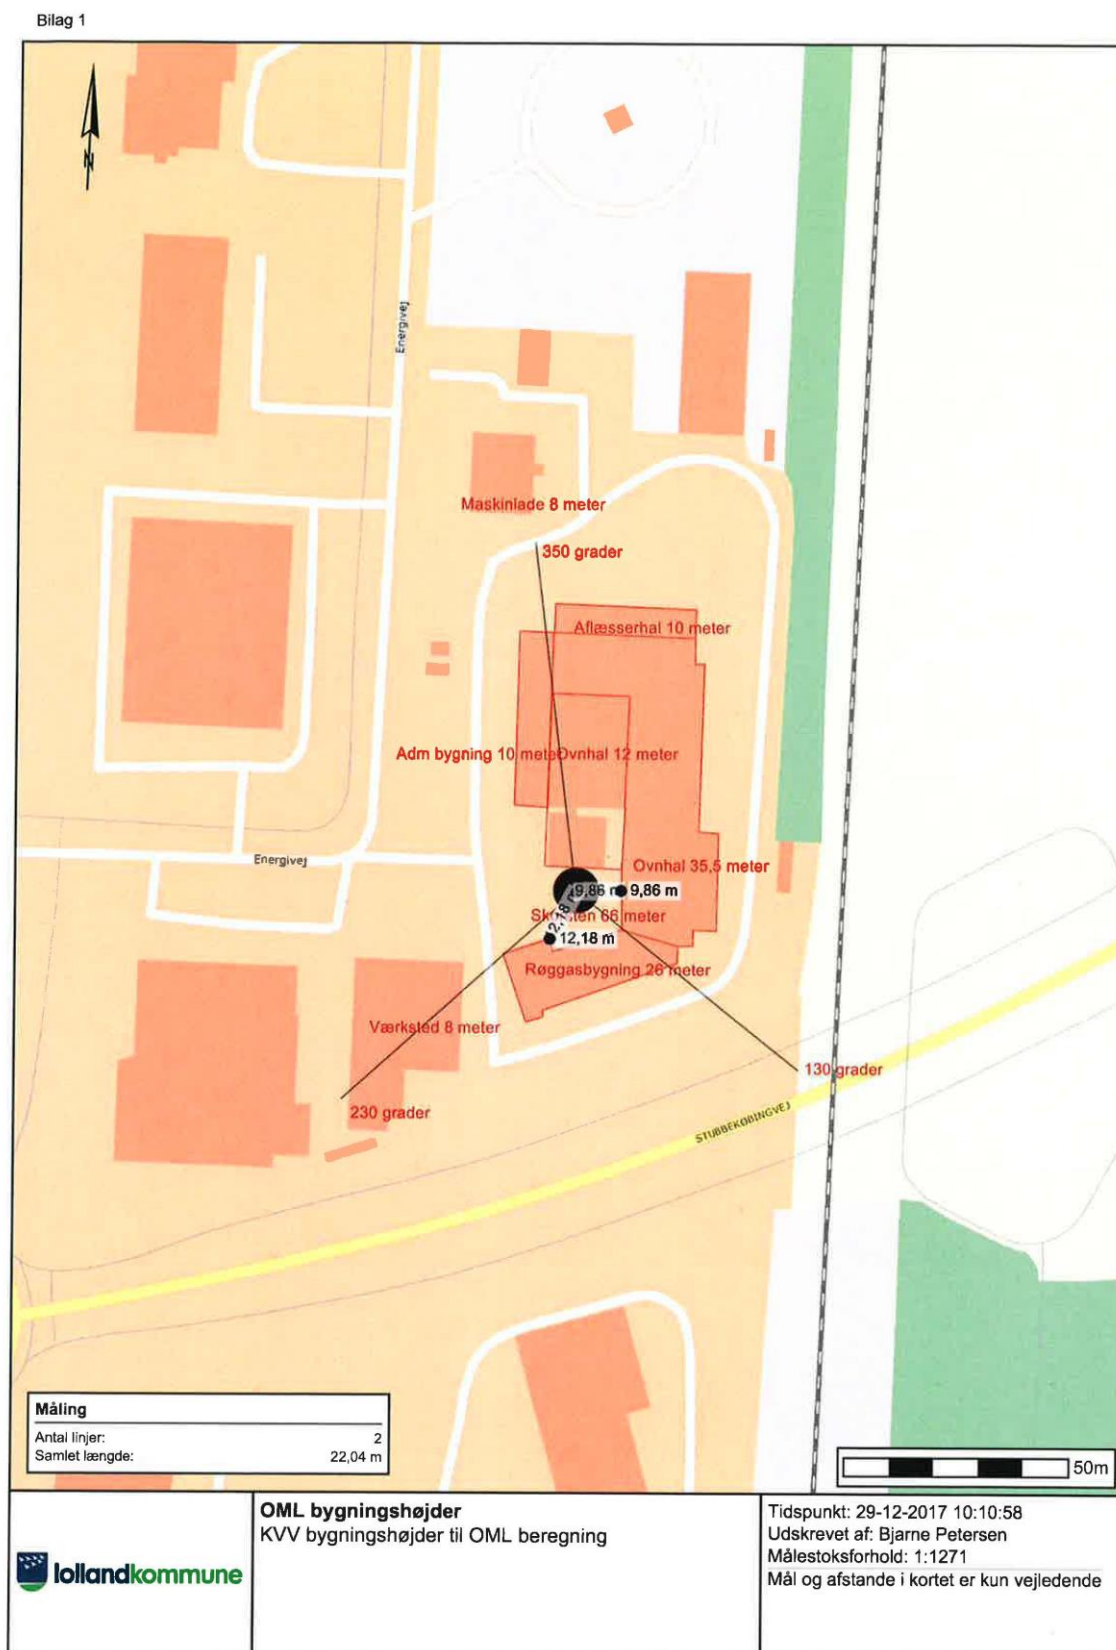 Bilag 1
N
Energivej
Maskinlade 8 meter
350 grader
Aflæsserhal 10 meter
Adm bygning 10 mete
Ovnhal 12 meter
Energivej
Ovnhal 35,5 meter
9,86 m
9,86 m
12,18
12,18 m
66 meter
Røggasbygning 26 meter
Værksted 8 meter
130 grader
230 grader
STUBBEKØBINGVEJ
Måling
Antal linjer: 2
Samlet længde: 22,04 m
50m
lollandkommune
OML bygningshøjder
KVV bygningshøjder til OML beregning
Tidspunkt: 29-12-2017 10:10:58
Udskrevet af: Bjarne Petersen
Målestoksforhold: 1:1271
Mål og afstande i kortet er kun vejledende